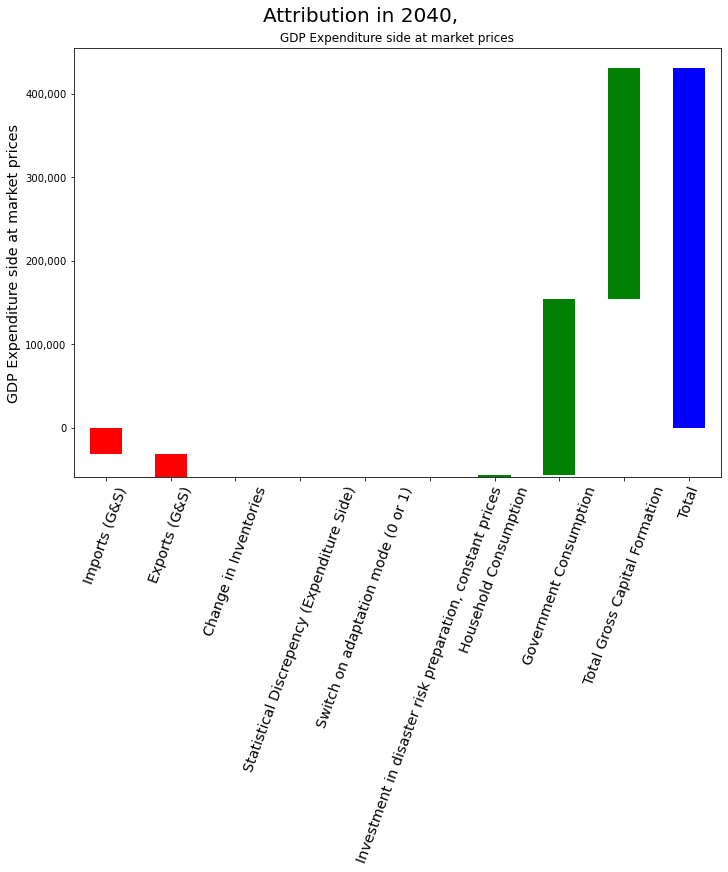 Attribution in 2040,
GDP Expenditure side at market prices
GDP Expenditure side at market prices
400,000
300,000
200,000
100,000
0
Imports (G&S)
Exports (G&S)
Change in Inventories
Statistical Discrepency (Expenditure Side)
Switch on adaptation mode (0 or 1)
Investment in disaster risk preparation, constant prices
Household Consumption
Government Consumption
Total Gross Capital Formation
Total